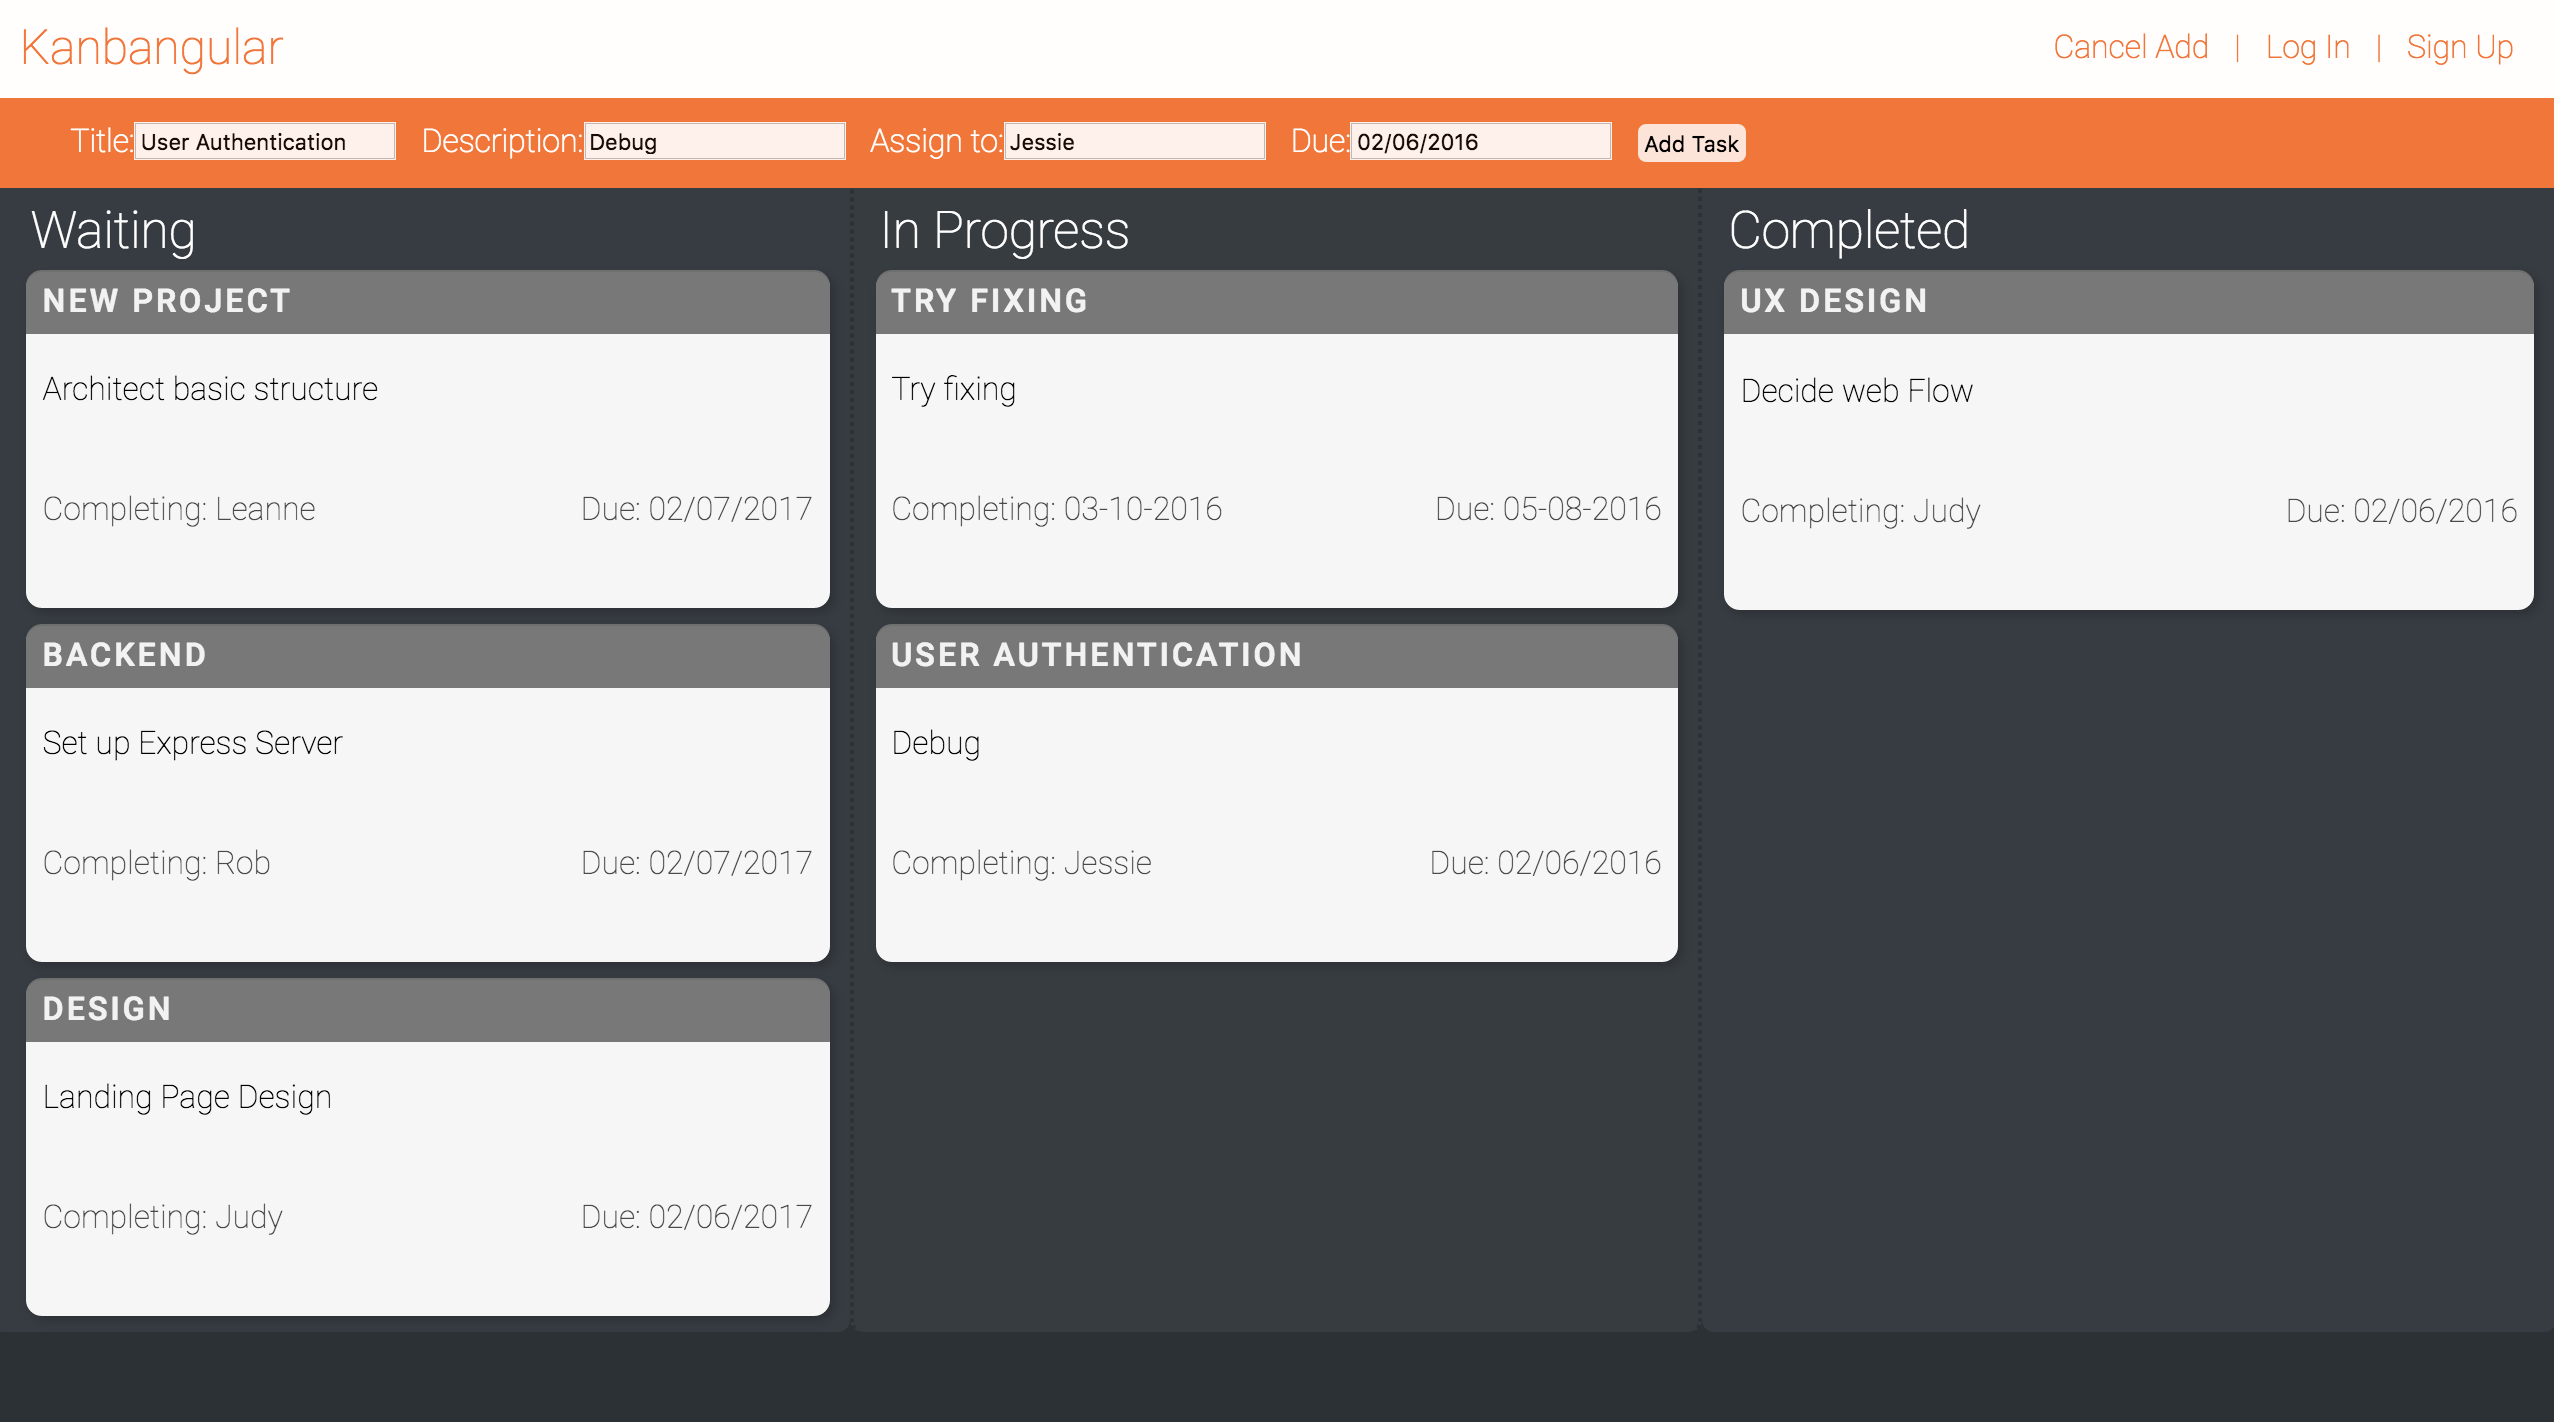 Kanbangular
Cancel Add | Log In | Sign Up
Title: User Authentication Description: Debug Assign to: Jessie Due: 02/06/2016 Add Task
Waiting
NEW PROJECT
Architect basic structure
Completing: Leanne Due: 02/07/2017
BACKEND
Set up Express Server
Completing: Rob Due: 02/07/2017
DESIGN
Landing Page Design
Completing: Judy Due: 02/06/2017
In Progress
TRY FIXING
Try fixing
Completing: 03-10-2016 Due: 05-08-2016
USER AUTHENTICATION
Debug
Completing: Jessie Due: 02/06/2016
Completed
UX DESIGN
Decide web Flow
Completing: Judy Due: 02/06/2016